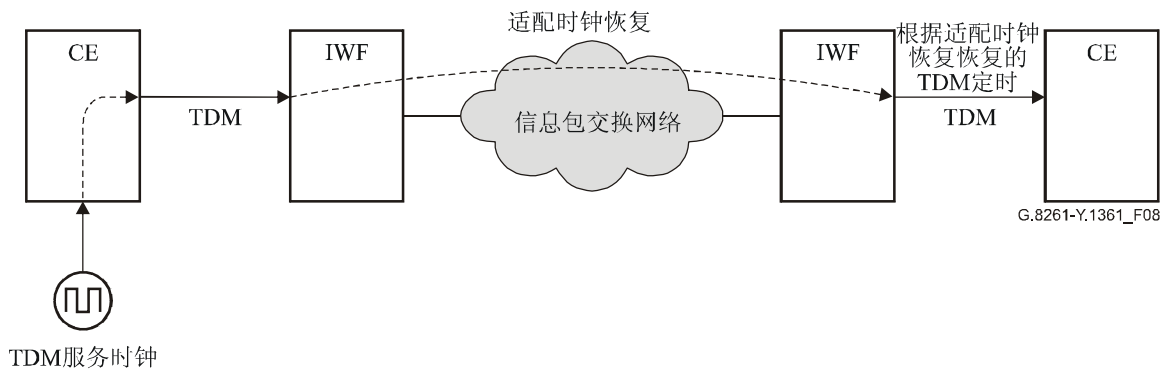 适配时钟恢复
CE
IWF
IWF
CE
根据适配时钟
恢复恢复的
TDM定时
TDM
TDM
信息包交换网络
G.8261-Y.1361_F08
TDM服务时钟